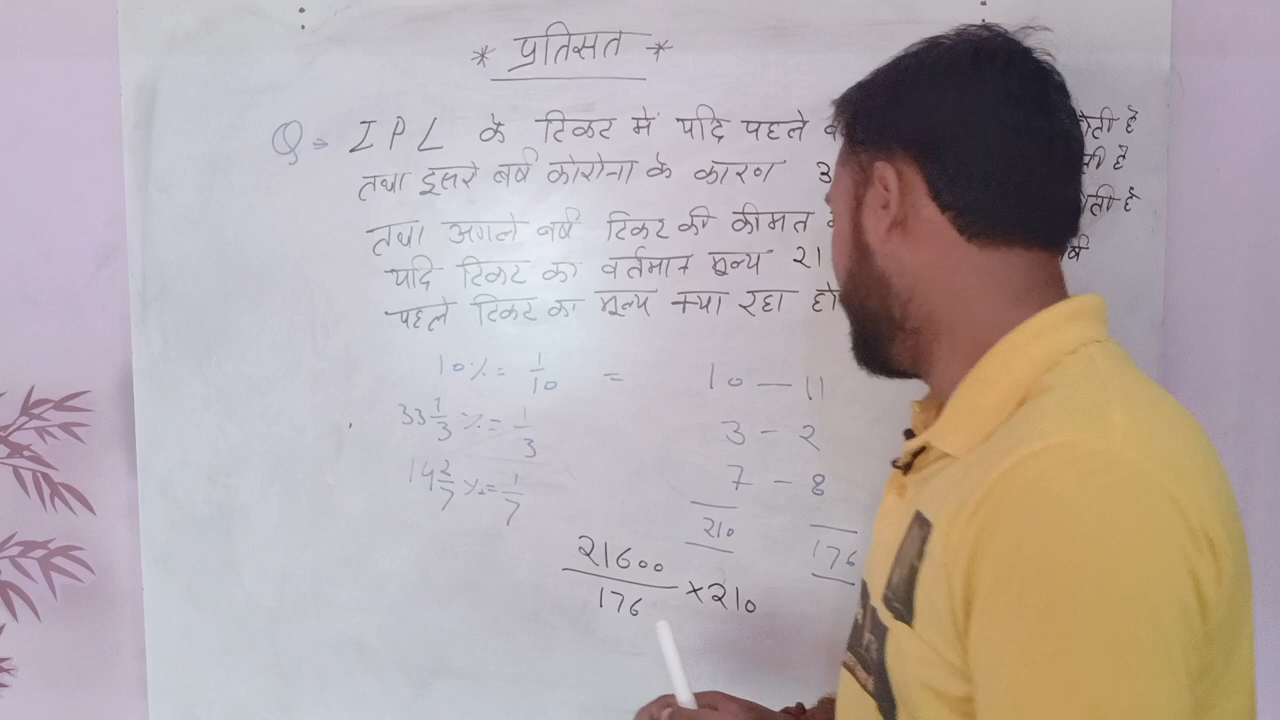 * प्रतिसत *
Q ⇒ IPL के टिकट में यदि पहले ोती है
तथा दुसरे बर्ष कोरोना के कारण 3 ती है
तथा अगले बर्ष टिकट की कीमत ोती है
यदि टिकट का वर्तमान मूल्य 21 र्ष
पहले टिकट का मूल्य क्या रहा हो
10% = 1/10 = 10 — 11
33 1/3 % = 1/3 3 - 2
14 2/7 % = 1/7 7 - 8
210 176
21600/176 × 210